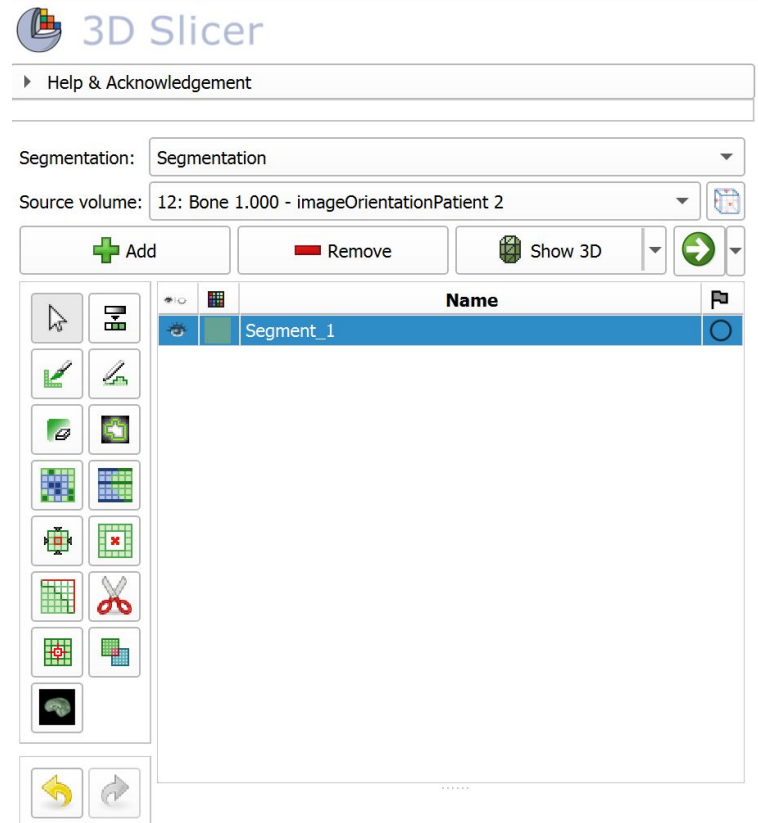 3D Slicer
Help & Acknowledgement
Segmentation: Segmentation
Source volume: 12: Bone 1.000 - imageOrientationPatient 2
Add Remove Show 3D
Name
Segment_1